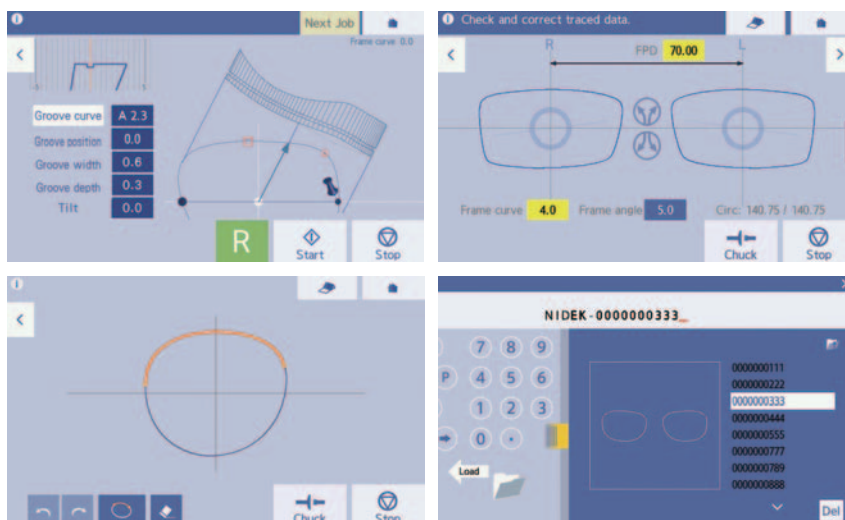 Next Job
Frame curve 0.0
Groove curve A 2.3
Groove position 0.0
Groove width 0.6
Groove depth 0.3
Tilt 0.0
R
Start
Stop
Check and correct traced data.
R
FPD 70.00
L
Frame curve 4.0 Frame angle 5.0 Circ: 140.75 / 140.75
Chuck
Stop
Chuck
Stop
NIDEK-0000000333_
7 8 9
P 4 5 6
1 2 3
0 .
Load
0000000111
0000000222
0000000333
0000000444
0000000555
0000000777
0000000789
0000000888
Del